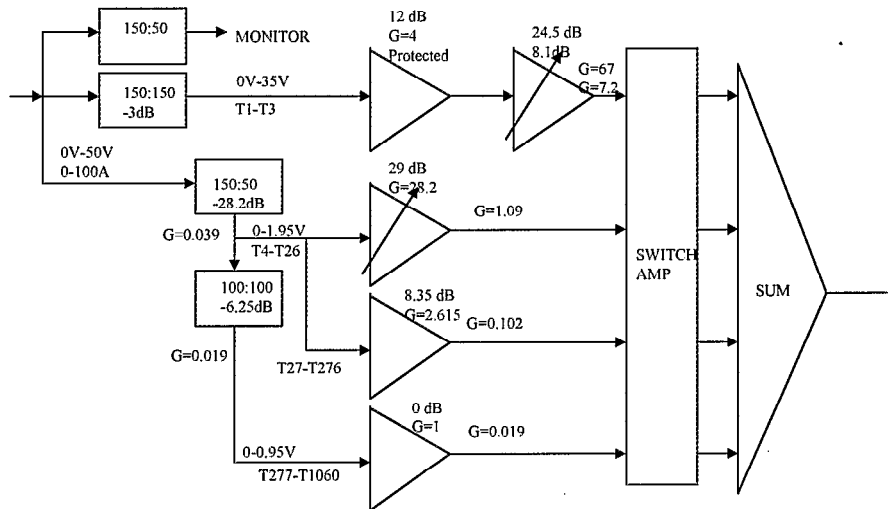 150:50
MONITOR
150:150
-3dB
0V-35V
T1-T3
12 dB
G=4
Protected
24.5 dB
8.1dB
G=67
G=7.2
0V-50V
0-100A
150:50
-28.2dB
G=0.039
0-1.95V
T4-T26
29 dB
G=28.2
G=1.09
100:100
-6.25dB
G=0.019
T27-T276
8.35 dB
G=2.615
G=0.102
0-0.95V
T277-T1060
0 dB
G=1
G=0.019
SWITCH
AMP
SUM